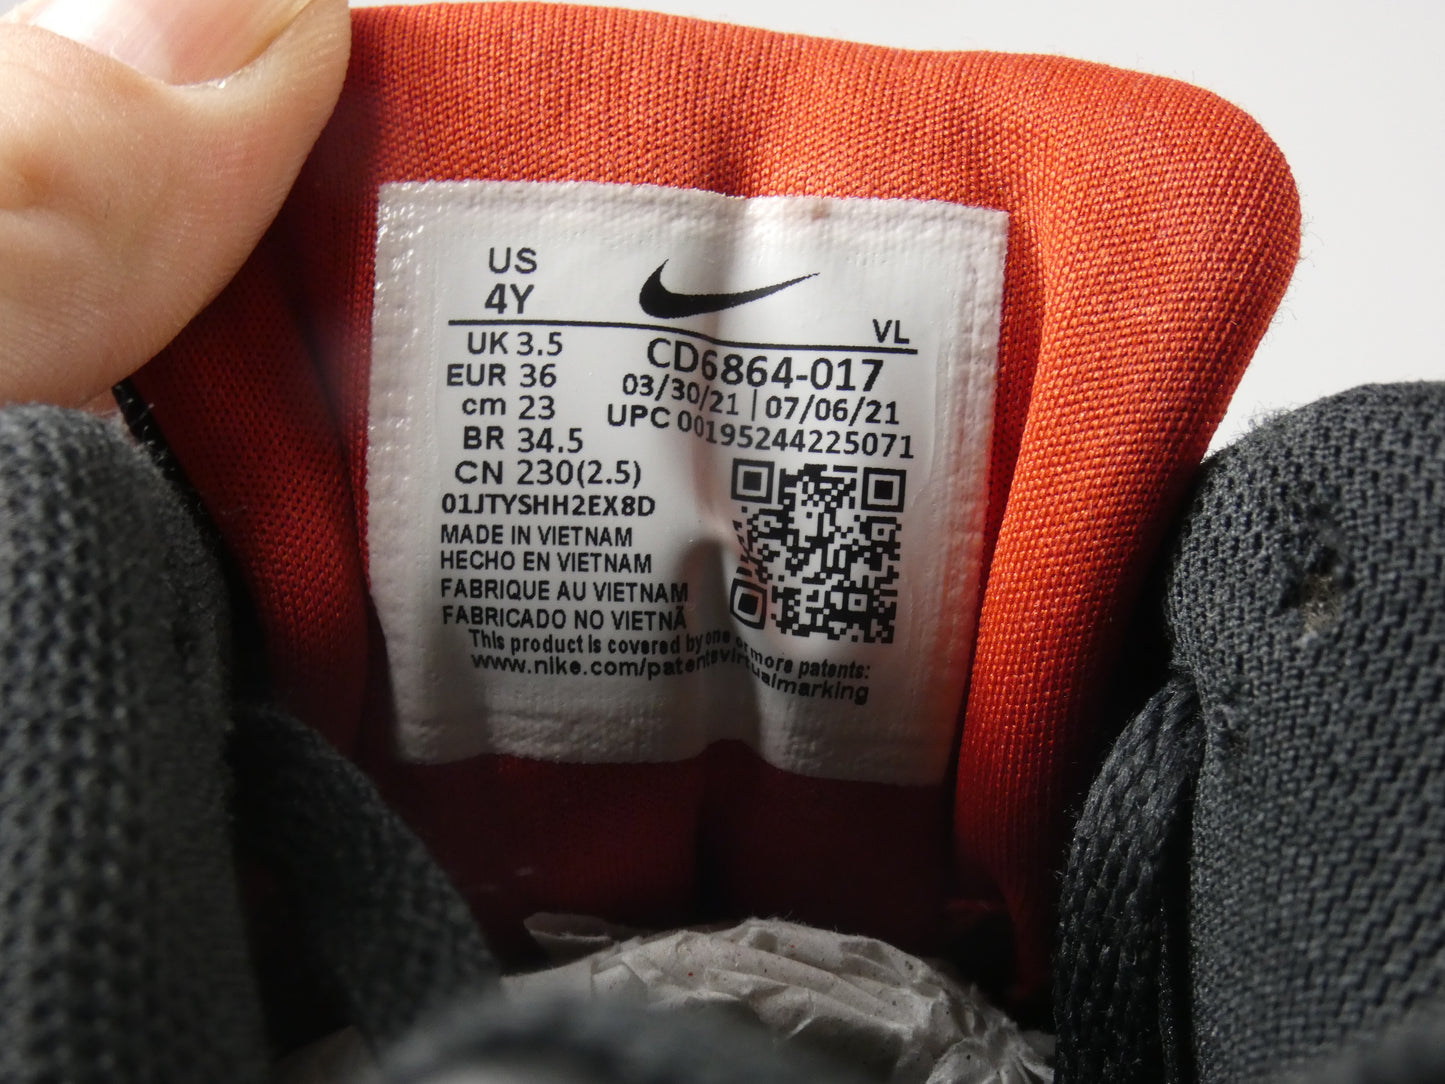 US
4Y
VL
UK 3.5
EUR 36
cm 23
BR 34.5
CN 230(2.5)
CD6864-017
03/30/21 | 07/06/21
UPC 00195244225071
01JTYSHH2EX8D
MADE IN VIETNAM
HECHO EN VIETNAM
FABRIQUE AU VIETNAM
FABRICADO NO VIETNÃ
This product is covered by one or more patents:
www.nike.com/patentsvirtualmarking